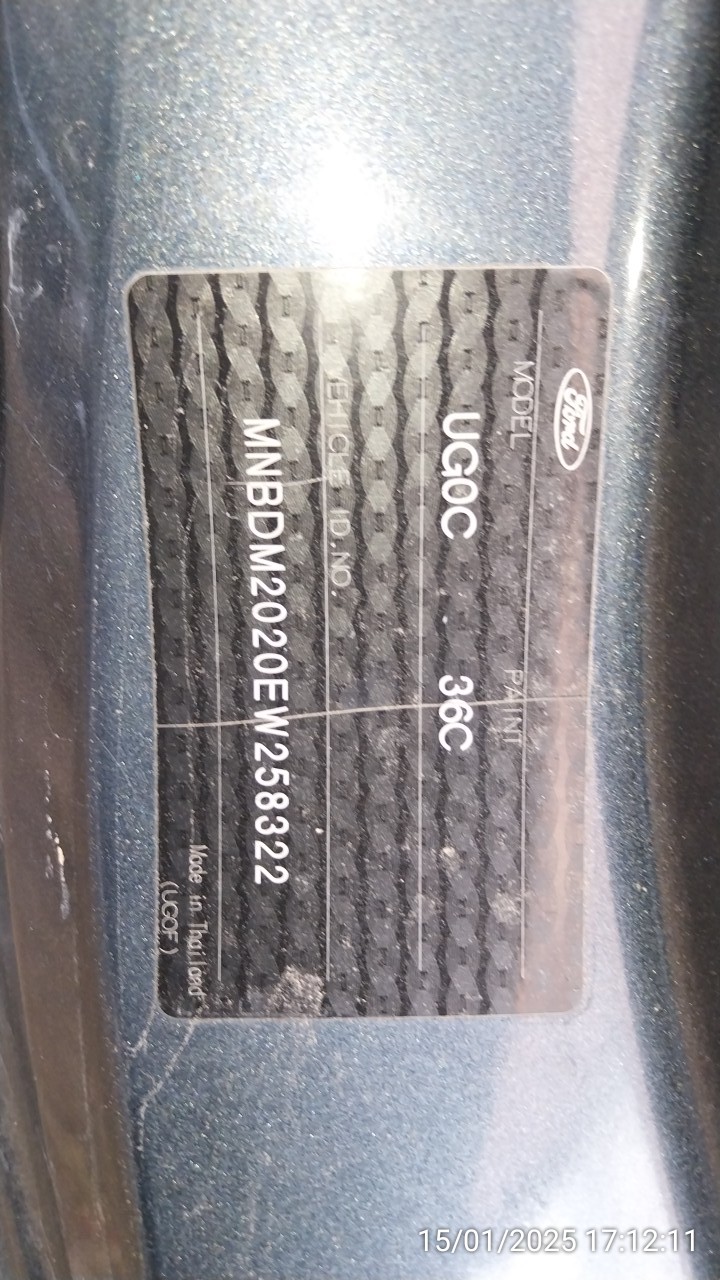 Ford
MODEL PAINT
UG0C 36C
VEHICLE ID.NO.
MNBDM2020EW258322
Made in Thailand
(UG0F)
15/01/2025 17:12:11